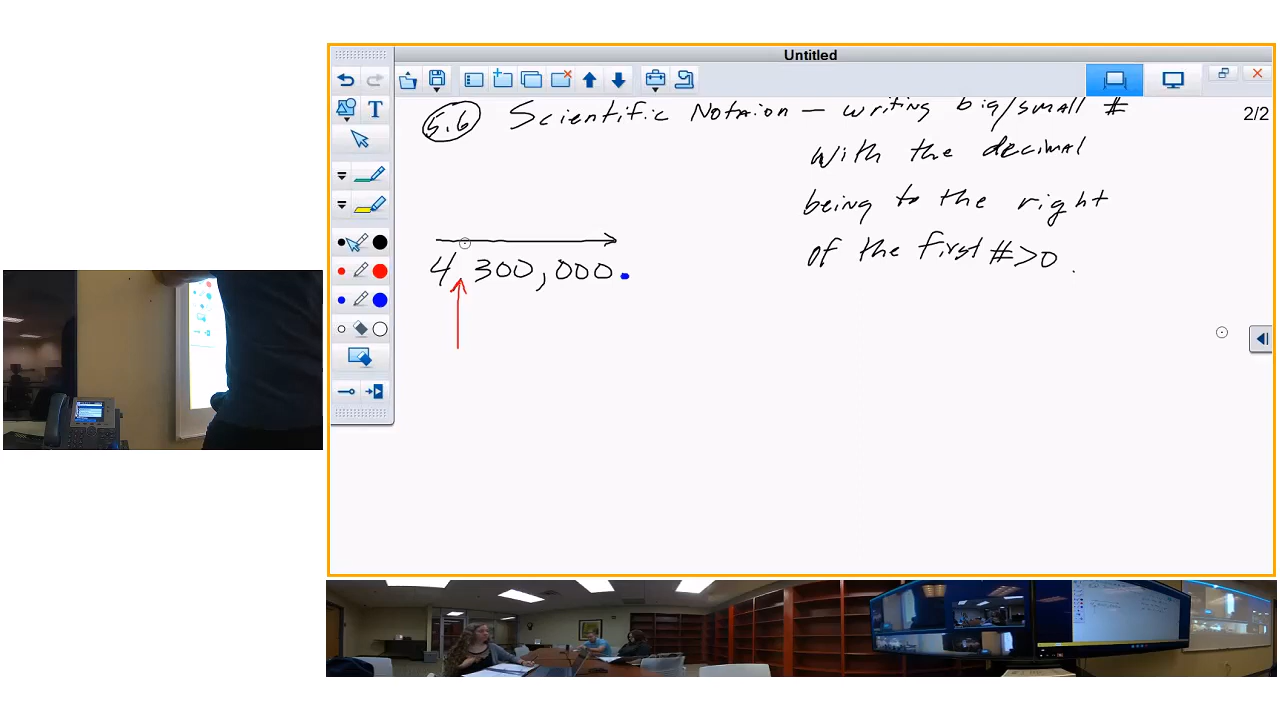 Untitled
2/2
5.6 Scientific Notaion — writing big/small #
with the decimal
being to the right
of the first # > 0.
4,300,000.
T